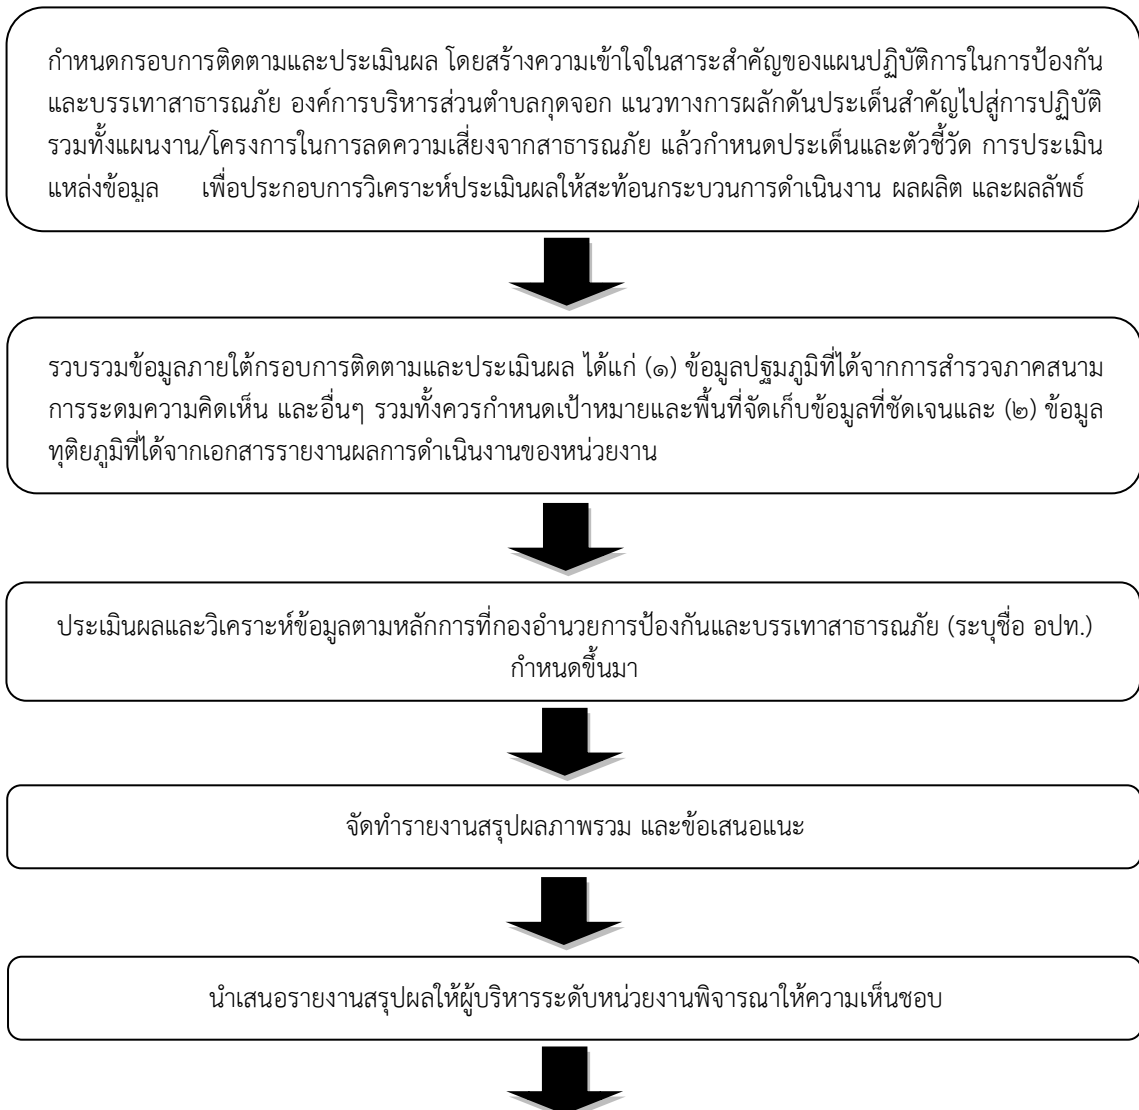 กำหนดกรอบการติดตามและประเมินผล โดยสร้างความเข้าใจในสาระสำคัญของแผนปฏิบัติการในการป้องกัน
และบรรเทาสาธารณภัย องค์การบริหารส่วนตำบลกุดจอก แนวทางการผลักดันประเด็นสำคัญไปสู่การปฏิบัติ
รวมทั้งแผนงาน/โครงการในการลดความเสี่ยงจากสาธารณภัย แล้วกำหนดประเด็นและตัวชี้วัด การประเมิน
แหล่งข้อมูล เพื่อประกอบการวิเคราะห์ประเมินผลให้สะท้อนกระบวนการดำเนินงาน ผลผลิต และผลลัพธ์
รวบรวมข้อมูลภายใต้กรอบการติดตามและประเมินผล ได้แก่ (๑) ข้อมูลปฐมภูมิที่ได้จากการสำรวจภาคสนาม
การระดมความคิดเห็น และอื่นๆ รวมทั้งควรกำหนดเป้าหมายและพื้นที่จัดเก็บข้อมูลที่ชัดเจนและ (๒) ข้อมูล
ทุติยภูมิที่ได้จากเอกสารรายงานผลการดำเนินงานของหน่วยงาน
ประเมินผลและวิเคราะห์ข้อมูลตามหลักการที่กองอำนวยการป้องกันและบรรเทาสาธารณภัย (ระบุชื่อ อปท.)
กำหนดขึ้นมา
จัดทำรายงานสรุปผลภาพรวม และข้อเสนอแนะ
นำเสนอรายงานสรุปผลให้ผู้บริหารระดับหน่วยงานพิจารณาให้ความเห็นชอบ